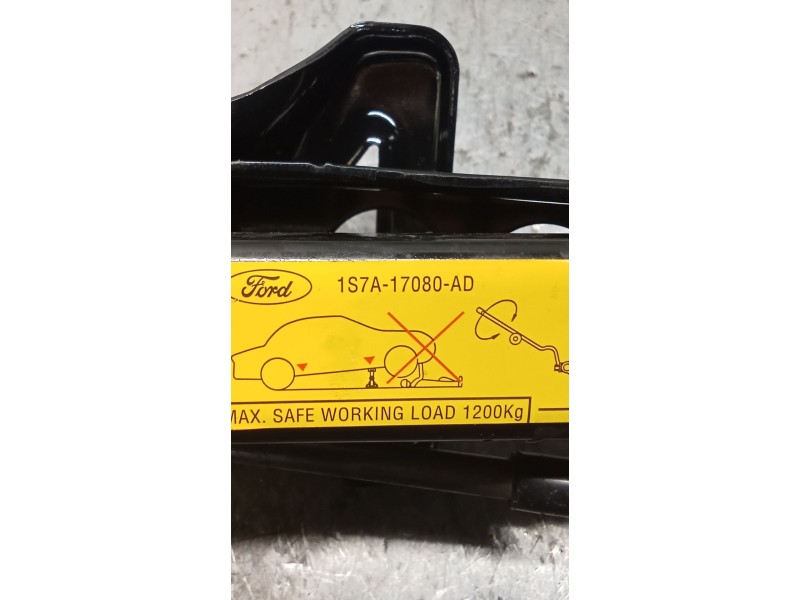 Ford
1S7A-17080-AD
MAX. SAFE WORKING LOAD 1200Kg